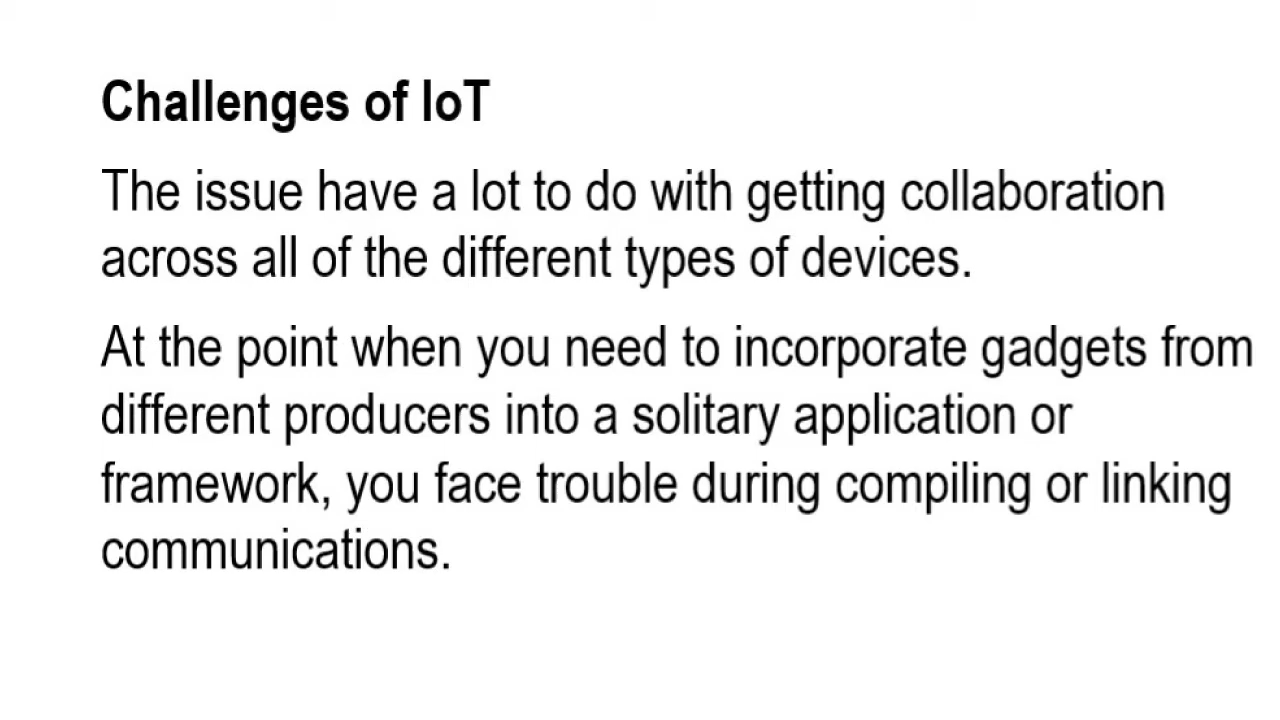 Challenges of IoT
The issue have a lot to do with getting collaboration
across all of the different types of devices.
At the point when you need to incorporate gadgets from
different producers into a solitary application or
framework, you face trouble during compiling or linking
communications.